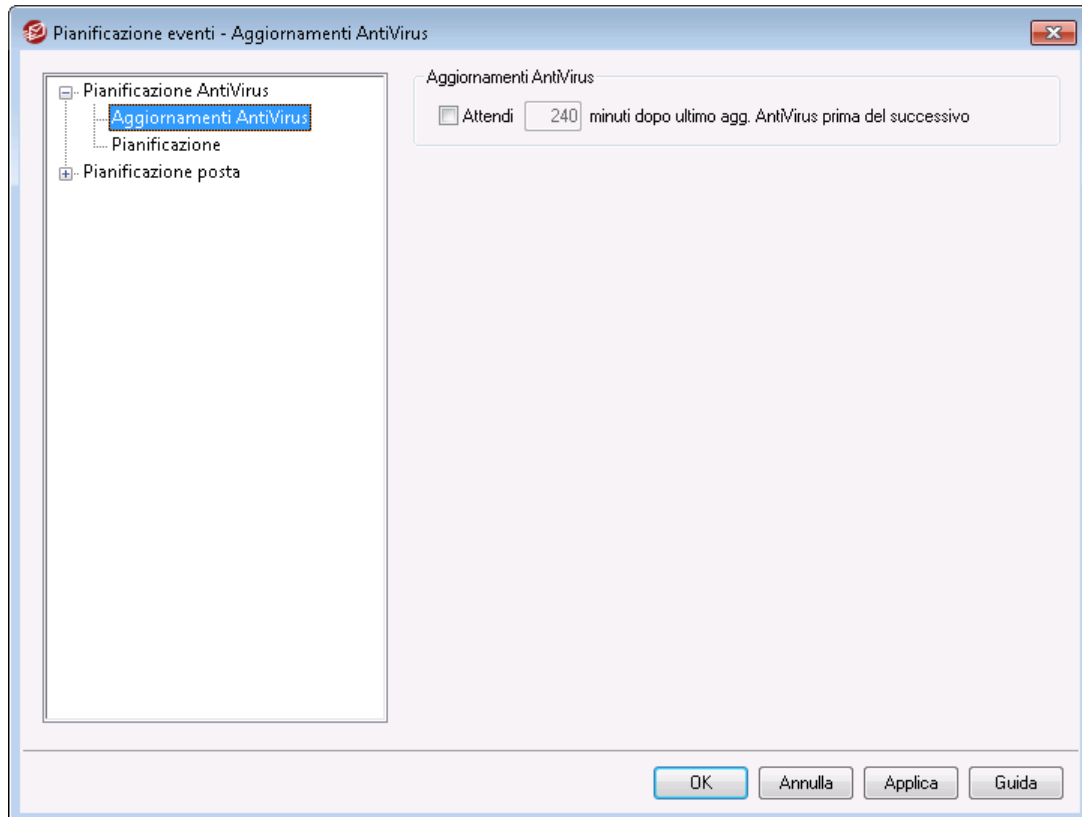 Pianificazione eventi - Aggiornamenti AntiVirus
Pianificazione AntiVirus
Aggiornamenti AntiVirus
Pianificazione
Pianificazione posta
Aggiornamenti AntiVirus
Attendi 240 minuti dopo ultimo agg. AntiVirus prima del successivo
OK Annulla Applica Guida